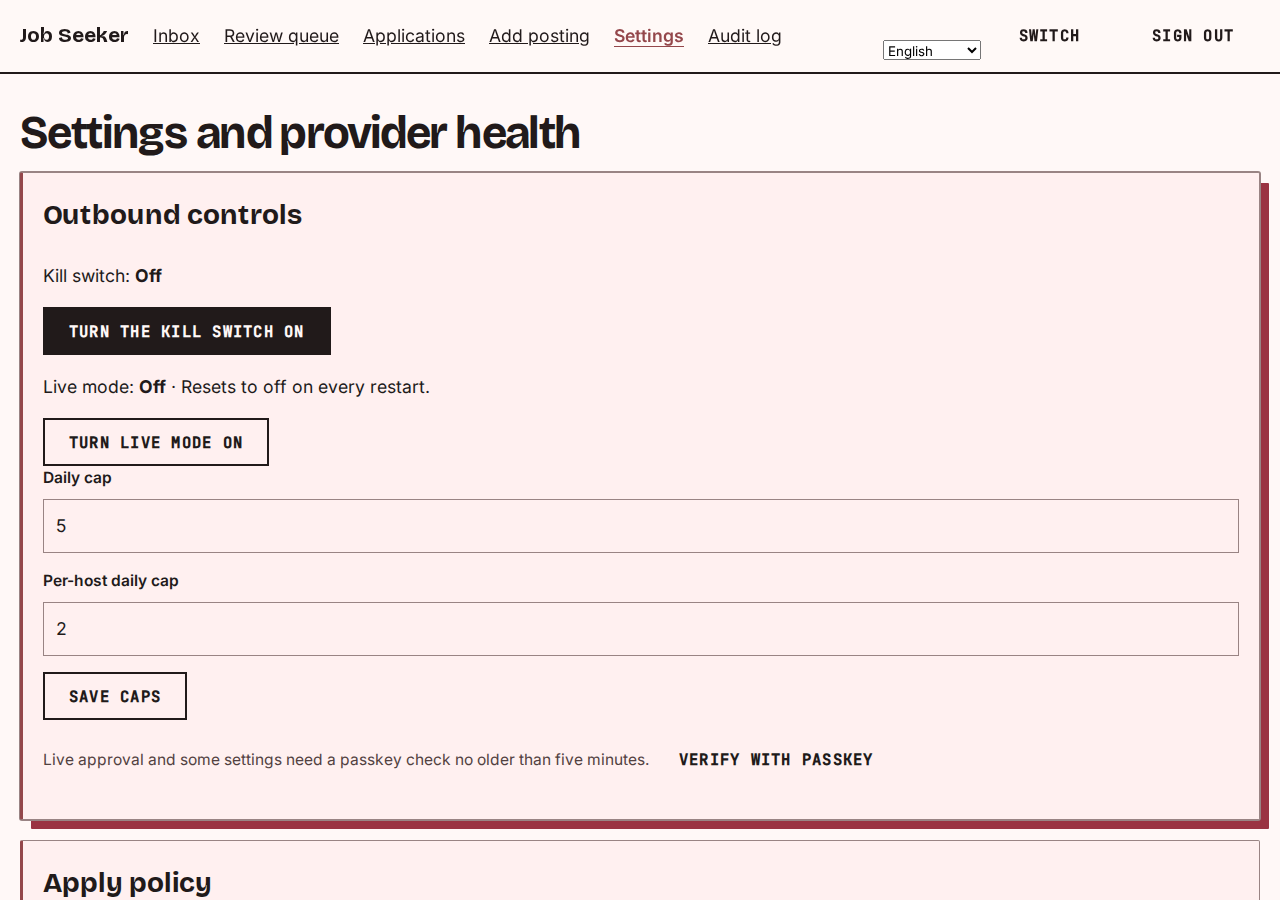 Job Seeker Inbox Review queue Applications Add posting Settings Audit log English SWITCH SIGN OUT
Settings and provider health
Outbound controls
Kill switch: Off
TURN THE KILL SWITCH ON
Live mode: Off · Resets to off on every restart.
TURN LIVE MODE ON
Daily cap
5
Per-host daily cap
2
SAVE CAPS
Live approval and some settings need a passkey check no older than five minutes. VERIFY WITH PASSKEY
Apply policy